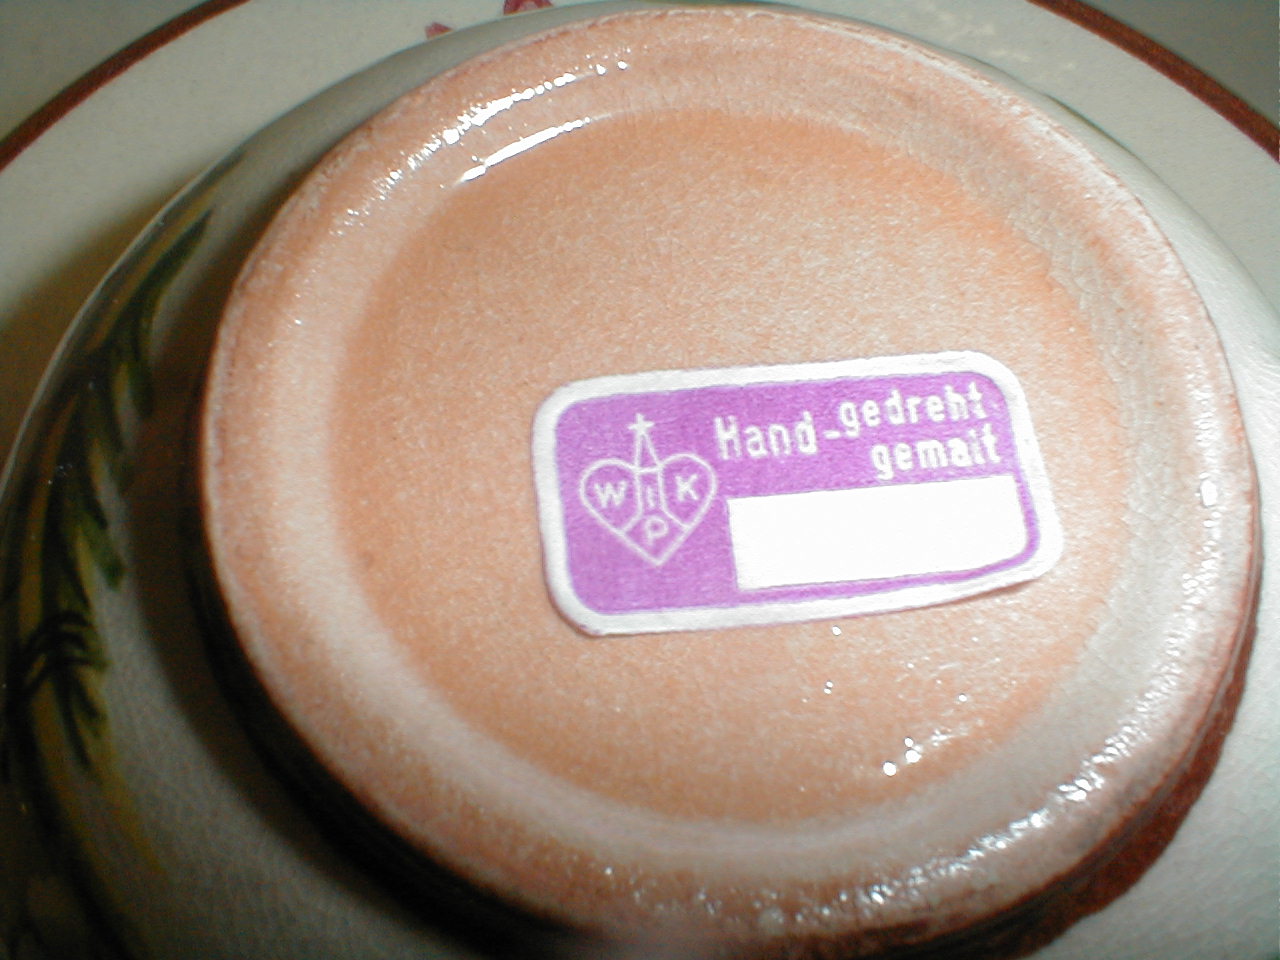 Hand-gedreht
gemalt
W I K
P